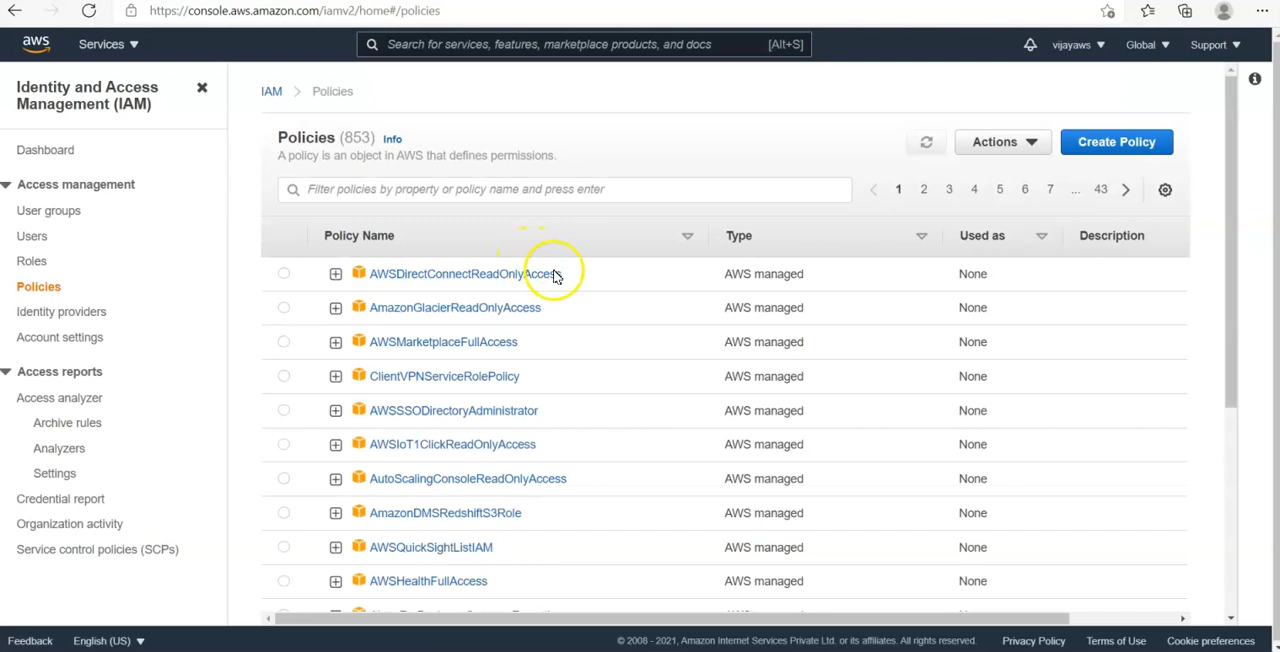 https://console.aws.amazon.com/iamv2/home#/policies
aws
Services
Search for services, features, marketplace products, and docs
[Alt+S]
vijayaws
Global
Support
Identity and Access
Management (IAM)
Dashboard
Access management
User groups
Users
Roles
Policies
Identity providers
Account settings
Access reports
Access analyzer
Archive rules
Analyzers
Settings
Credential report
Organization activity
Service control policies (SCPs)
IAM > Policies
Policies (853) Info
A policy is an object in AWS that defines permissions.
Actions
Create Policy
Filter policies by property or policy name and press enter
< 1 2 3 4 5 6 7 ... 43 >
Policy Name Type Used as Description
AWSDirectConnectReadOnlyAccess AWS managed None
AmazonGlacierReadOnlyAccess AWS managed None
AWSMarketplaceFullAccess AWS managed None
ClientVPNServiceRolePolicy AWS managed None
AWSSSODirectoryAdministrator AWS managed None
AWSIoT1ClickReadOnlyAccess AWS managed None
AutoScalingConsoleReadOnlyAccess AWS managed None
AmazonDMSRedshiftS3Role AWS managed None
AWSQuickSightListIAM AWS managed None
AWSHealthFullAccess AWS managed None
Feedback English (US) © 2008 - 2021, Amazon Internet Services Private Ltd. or its affiliates. All rights reserved. Privacy Policy Terms of Use Cookie preferences